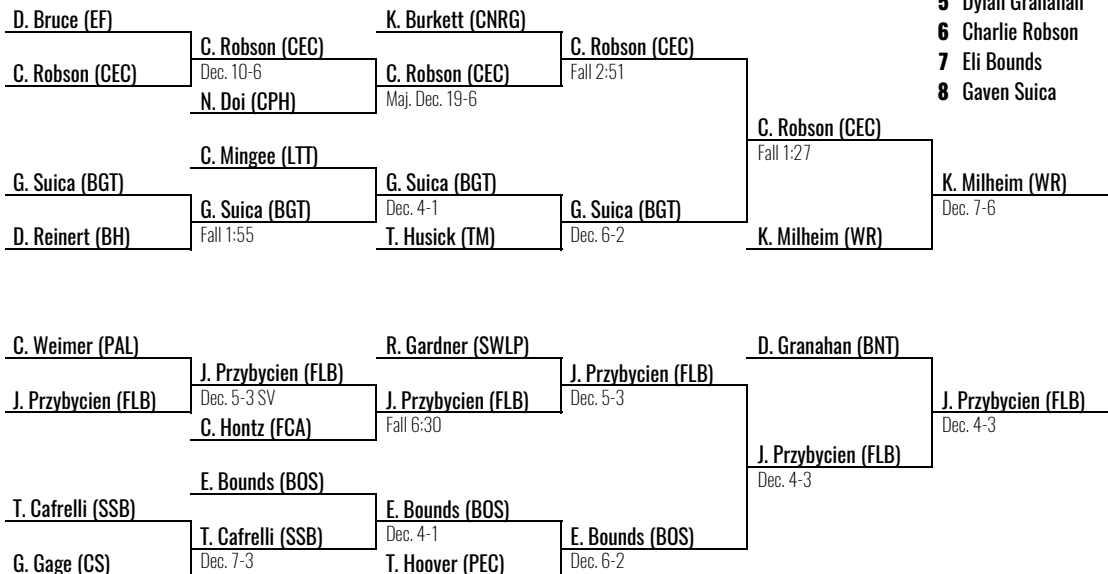 5 Dylan Granahan
6 Charlie Robson
7 Eli Bounds
8 Gaven Suica
D. Bruce (EF)
C. Robson (CEC)
C. Robson (CEC)
Dec. 10-6
N. Doi (CPH)
K. Burkett (CNRG)
C. Robson (CEC)
Maj. Dec. 19-6
C. Robson (CEC)
Fall 2:51
C. Mingee (LTT)
G. Suica (BGT)
D. Reinert (BH)
G. Suica (BGT)
Fall 1:55
G. Suica (BGT)
Dec. 4-1
T. Husick (TM)
G. Suica (BGT)
Dec. 6-2
C. Robson (CEC)
Fall 1:27
K. Milheim (WR)
K. Milheim (WR)
Dec. 7-6
C. Weimer (PAL)
J. Przybycien (FLB)
J. Przybycien (FLB)
Dec. 5-3 SV
C. Hontz (FCA)
R. Gardner (SWLP)
J. Przybycien (FLB)
Fall 6:30
J. Przybycien (FLB)
Dec. 5-3
D. Granahan (BNT)
J. Przybycien (FLB)
Dec. 4-3
J. Przybycien (FLB)
Dec. 4-3
E. Bounds (BOS)
T. Cafrelli (SSB)
G. Gage (CS)
T. Cafrelli (SSB)
Dec. 7-3
E. Bounds (BOS)
Dec. 4-1
T. Hoover (PEC)
E. Bounds (BOS)
Dec. 6-2